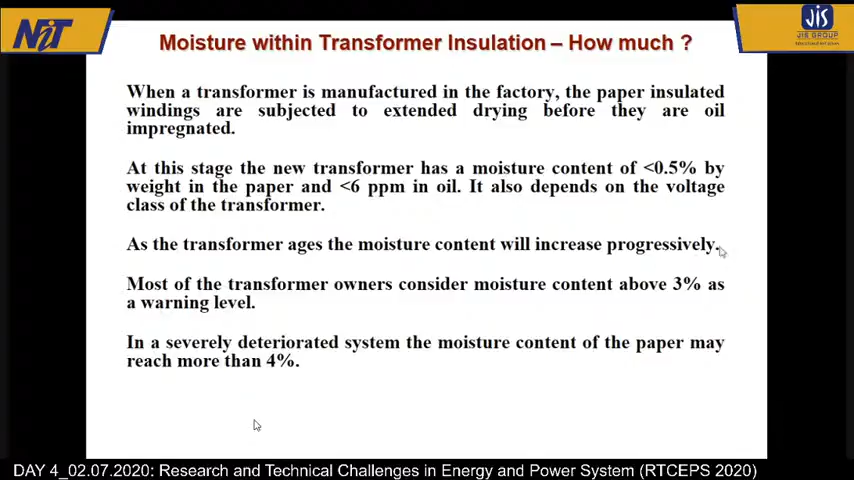 NiT
JIS
JIS GROUP
Educational Initiatives
Moisture within Transformer Insulation – How much ?
When a transformer is manufactured in the factory, the paper insulated
windings are subjected to extended drying before they are oil
impregnated.
At this stage the new transformer has a moisture content of <0.5% by
weight in the paper and <6 ppm in oil. It also depends on the voltage
class of the transformer.
As the transformer ages the moisture content will increase progressively.
Most of the transformer owners consider moisture content above 3% as
a warning level.
In a severely deteriorated system the moisture content of the paper may
reach more than 4%.
DAY 4_02.07.2020: Research and Technical Challenges in Energy and Power System (RTCEPS 2020)